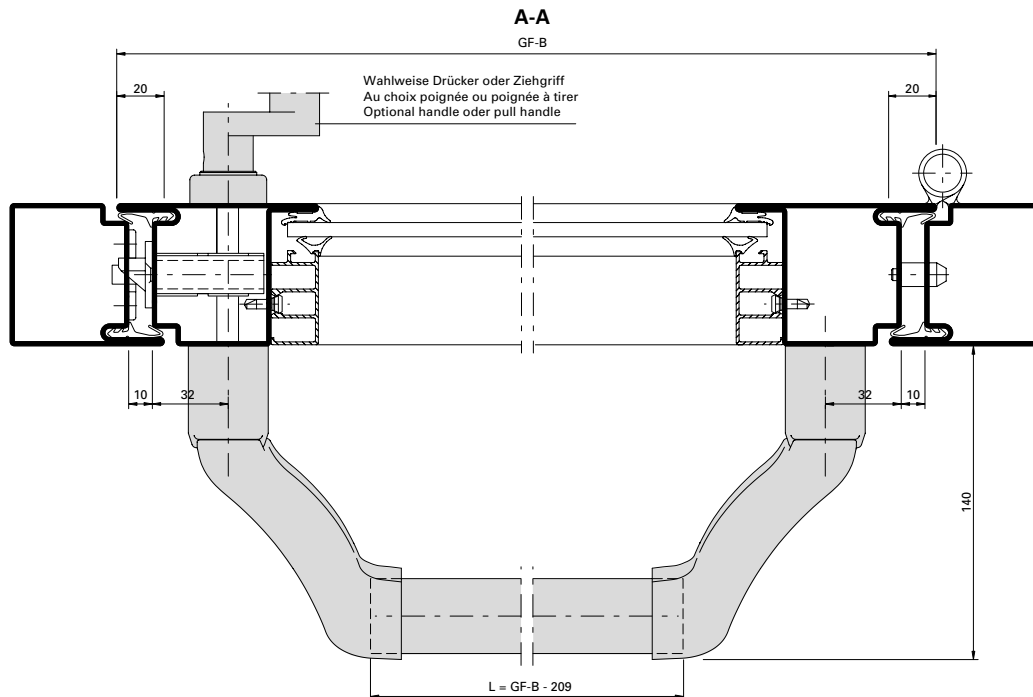 A-A
GF-B
20
20
Wahlweise Drücker oder Ziehgriff
Au choix poignée ou poignée à tirer
Optional handle oder pull handle
10
32
32
10
140
L = GF-B - 209